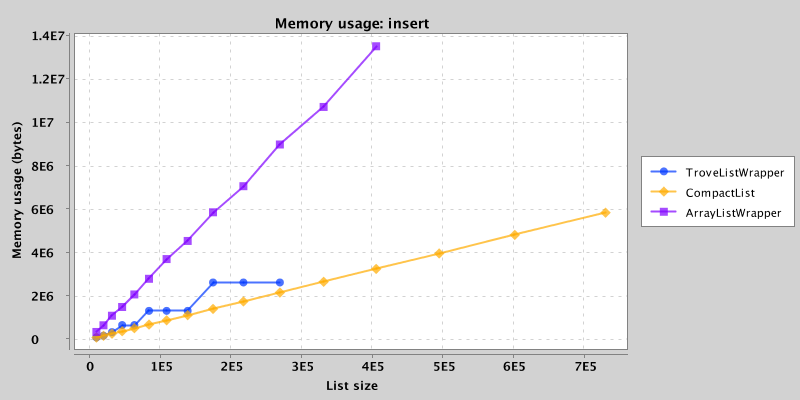 Memory usage: insert
1.4E7
1.2E7
1E7
8E6
6E6
4E6
2E6
0
Memory usage (bytes)
0 1E5 2E5 3E5 4E5 5E5 6E5 7E5
List size
TroveListWrapper
CompactList
ArrayListWrapper